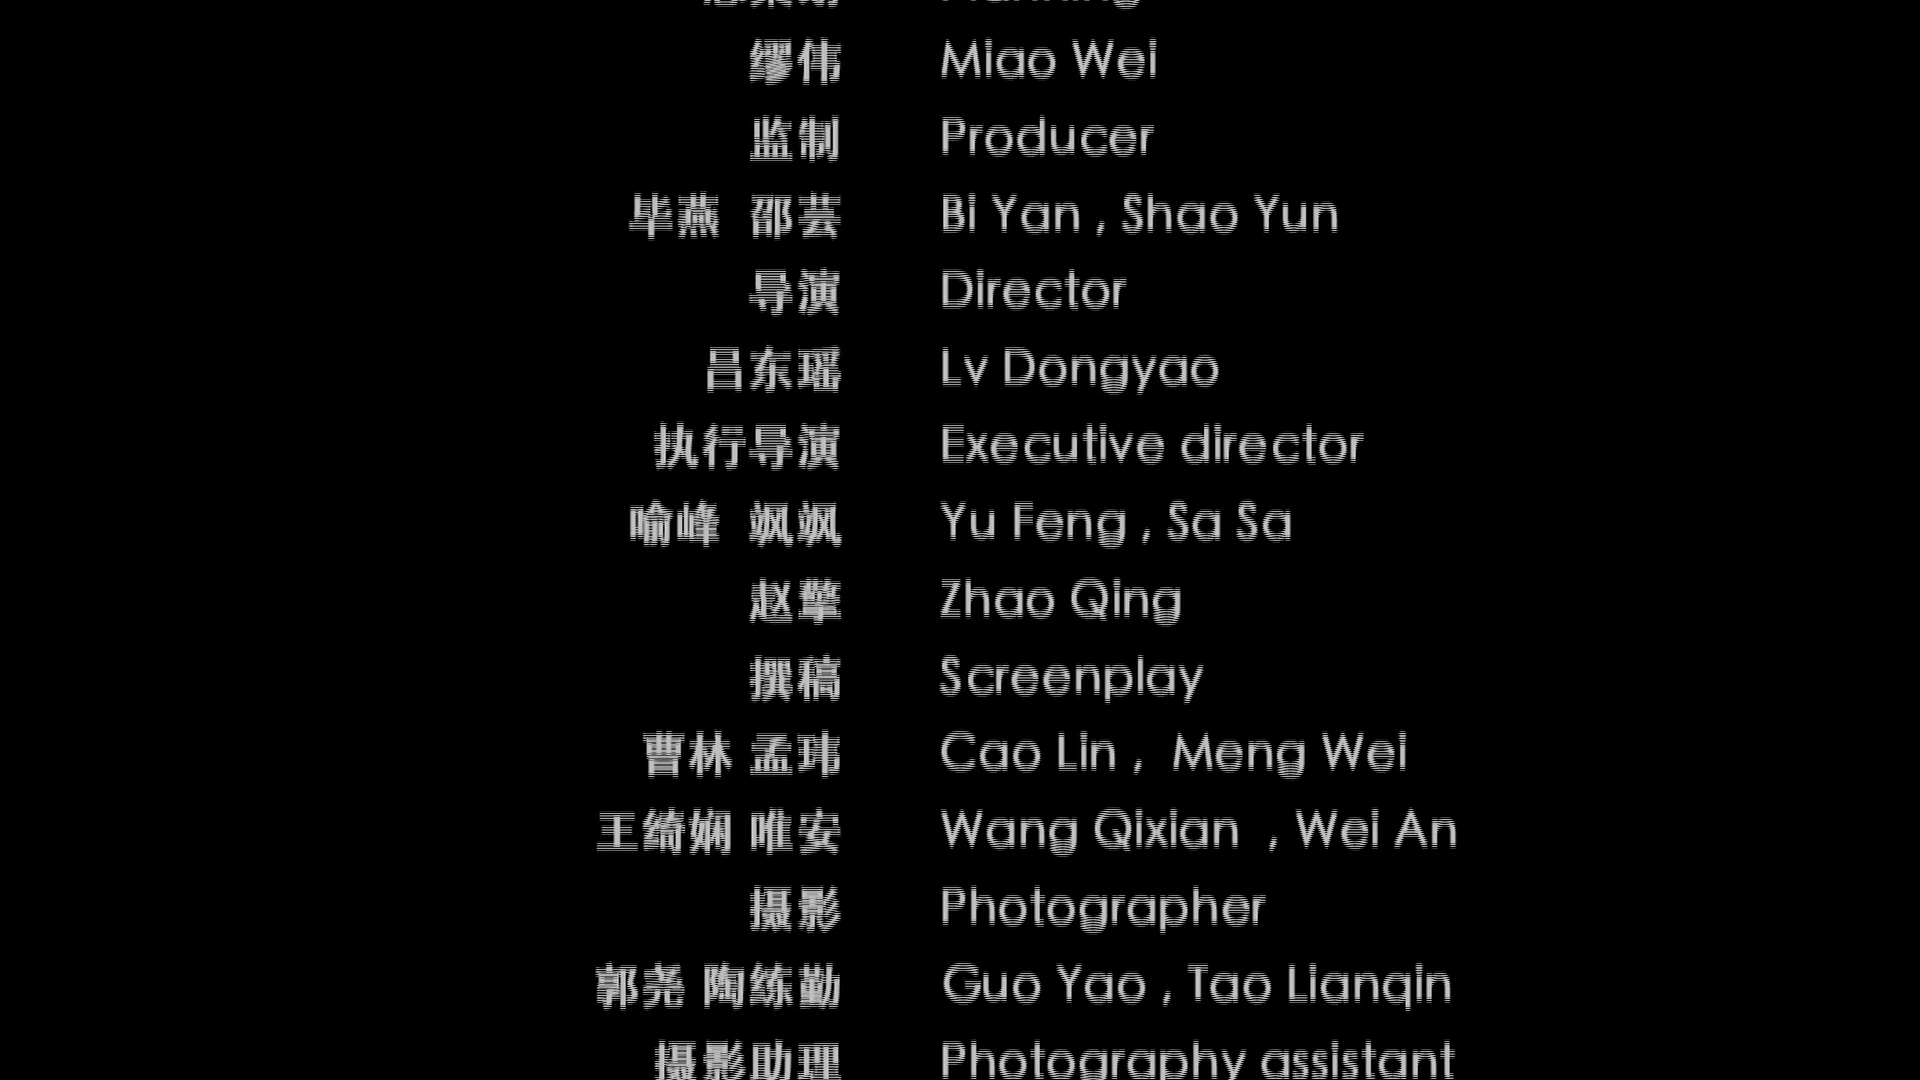 Planning
缪伟 Miao Wei
监制 Producer
毕燕 邵芸 Bi Yan , Shao Yun
导演 Director
吕东瑶 Lv Dongyao
执行导演 Executive director
喻峰 飒飒 Yu Feng , Sa Sa
赵擎 Zhao Qing
撰稿 Screenplay
曹林 孟玮 Cao Lin , Meng Wei
王绮娴 唯安 Wang Qixian , Wei An
摄影 Photographer
郭尧 陶练勤 Guo Yao , Tao Lianqin
摄影助理 Photography assistant